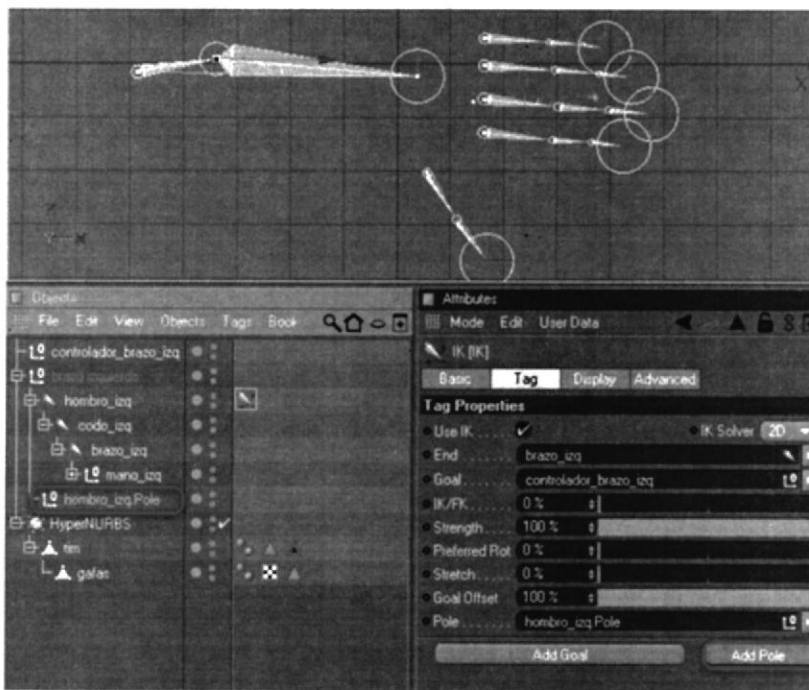 Objects
File Edit View Objects Tags Book
controlador_brazo_izq
hombro_izq
codo_izq
brazo_izq
mano_izq
hombro_izq.Pole
HyperNURBS
tim
gafas
Attributes
Mode Edit User Data
IK [IK]
Basic Tag Display Advanced
Tag Properties
Use IK IK Solver 2D
End brazo_izq
Goal controlador_brazo_izq
IK/FK 0 %
Strength 100 %
Preferred Rot 0 %
Stretch 0 %
Goal Offset 100 %
Pole hombro_izq.Pole
Add Goal Add Pole